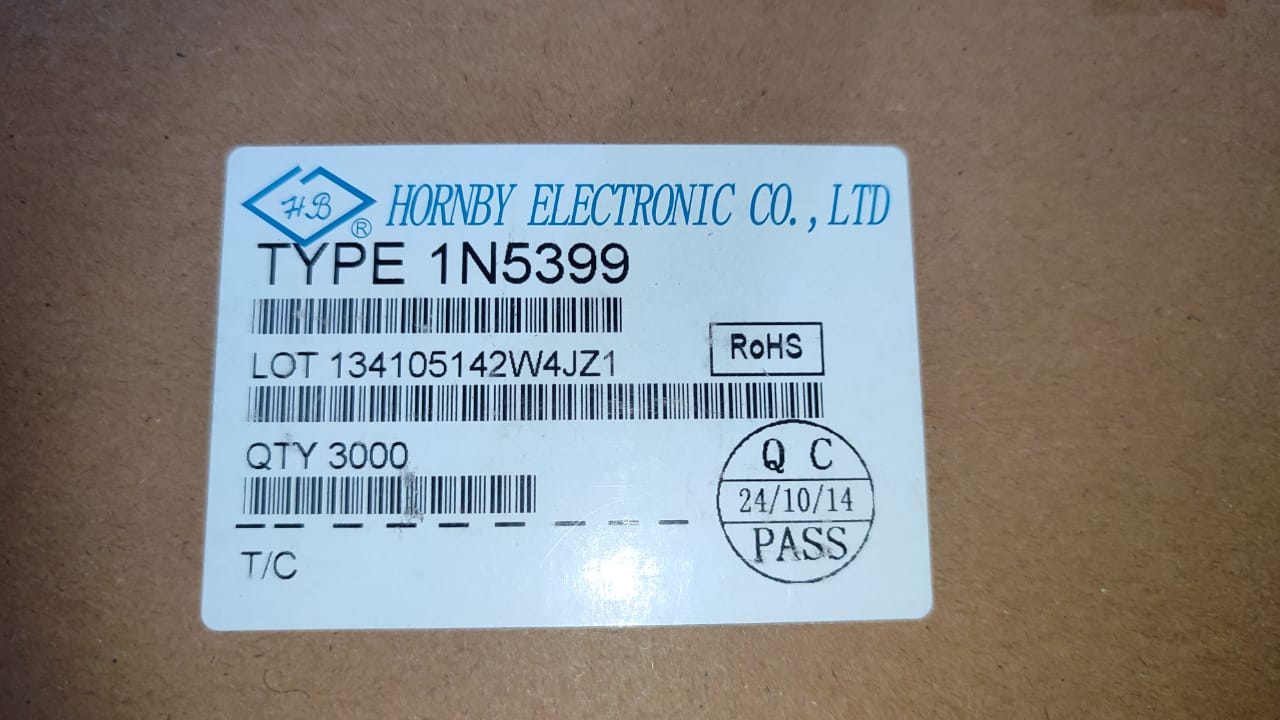 HB ® HORNBY ELECTRONIC CO.,LTD
TYPE 1N5399
LOT 134105142W4JZ1
RoHS
QTY 3000
Q C
24/10/14
PASS
T/C